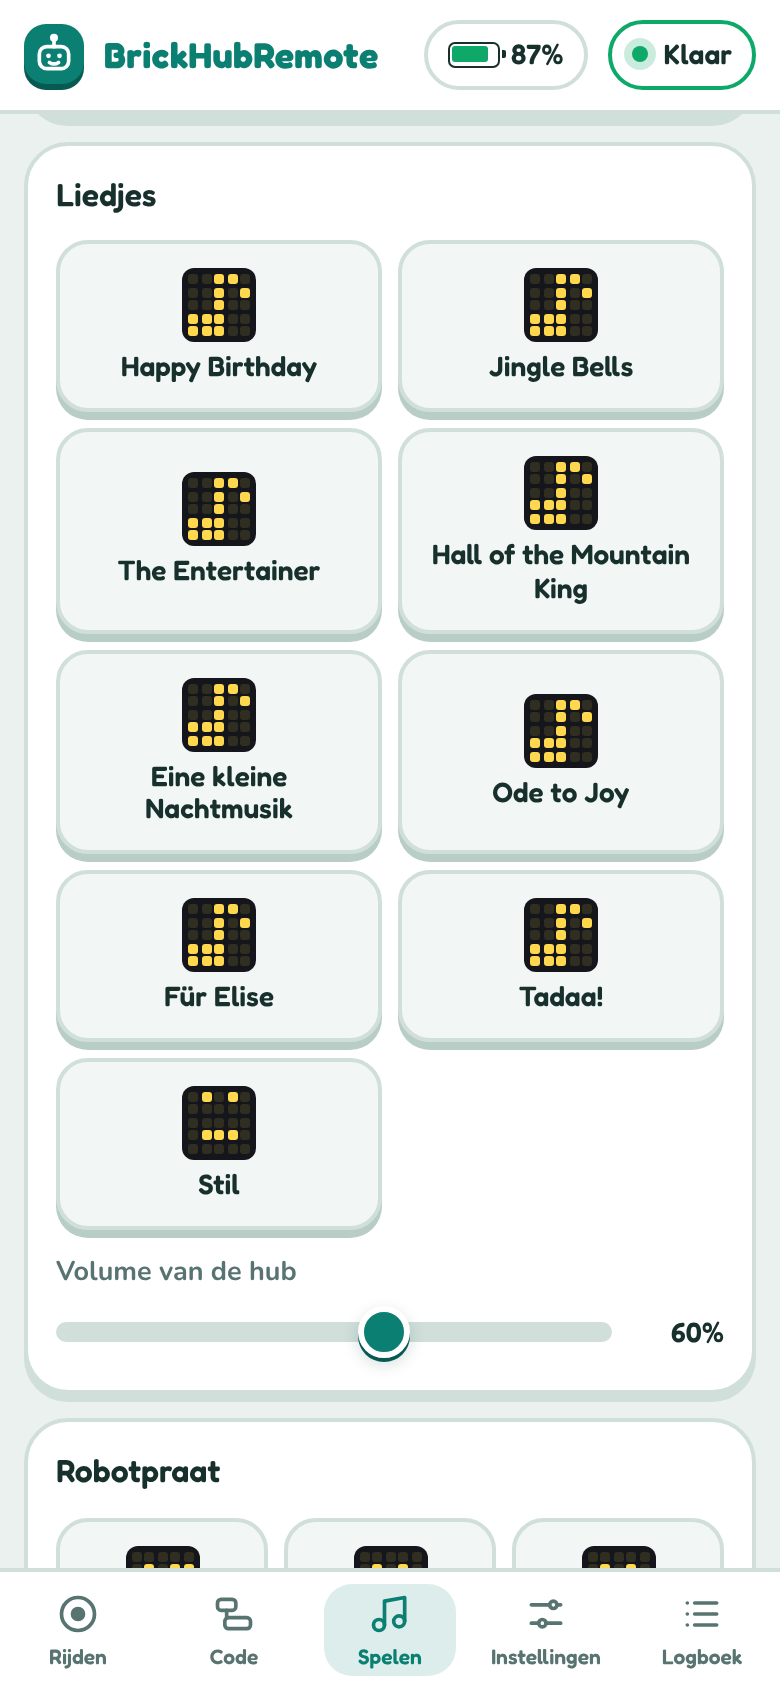 BrickHubRemote
87%
Klaar
Liedjes
Happy Birthday
Jingle Bells
The Entertainer
Hall of the Mountain
King
Eine kleine
Nachtmusik
Ode to Joy
Für Elise
Tadaa!
Stil
Volume van de hub
60%
Robotpraat
Rijden
Code
Spelen
Instellingen
Logboek